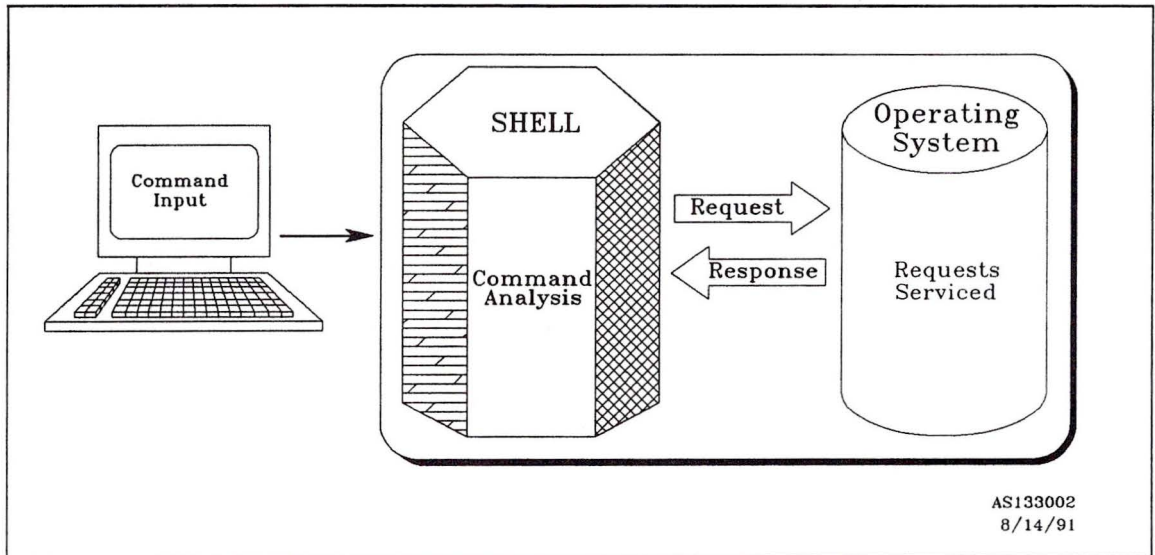 Command
Input
SHELL
Command
Analysis
Request
Response
Operating
System
Requests
Serviced
AS133002
8/14/91